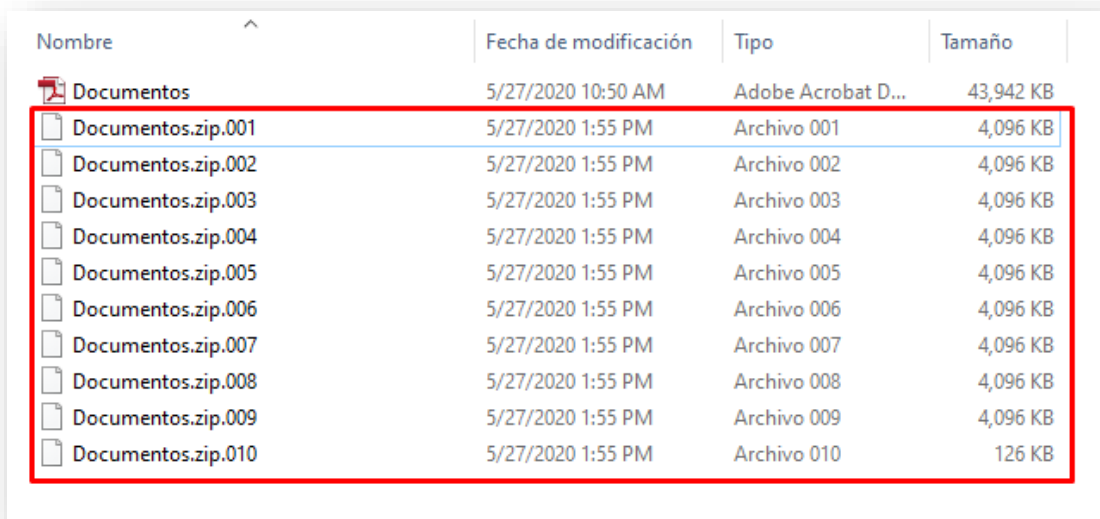 Nombre Fecha de modificación Tipo Tamaño
Documentos 5/27/2020 10:50 AM Adobe Acrobat D... 43,942 KB
Documentos.zip.001 5/27/2020 1:55 PM Archivo 001 4,096 KB
Documentos.zip.002 5/27/2020 1:55 PM Archivo 002 4,096 KB
Documentos.zip.003 5/27/2020 1:55 PM Archivo 003 4,096 KB
Documentos.zip.004 5/27/2020 1:55 PM Archivo 004 4,096 KB
Documentos.zip.005 5/27/2020 1:55 PM Archivo 005 4,096 KB
Documentos.zip.006 5/27/2020 1:55 PM Archivo 006 4,096 KB
Documentos.zip.007 5/27/2020 1:55 PM Archivo 007 4,096 KB
Documentos.zip.008 5/27/2020 1:55 PM Archivo 008 4,096 KB
Documentos.zip.009 5/27/2020 1:55 PM Archivo 009 4,096 KB
Documentos.zip.010 5/27/2020 1:55 PM Archivo 010 126 KB